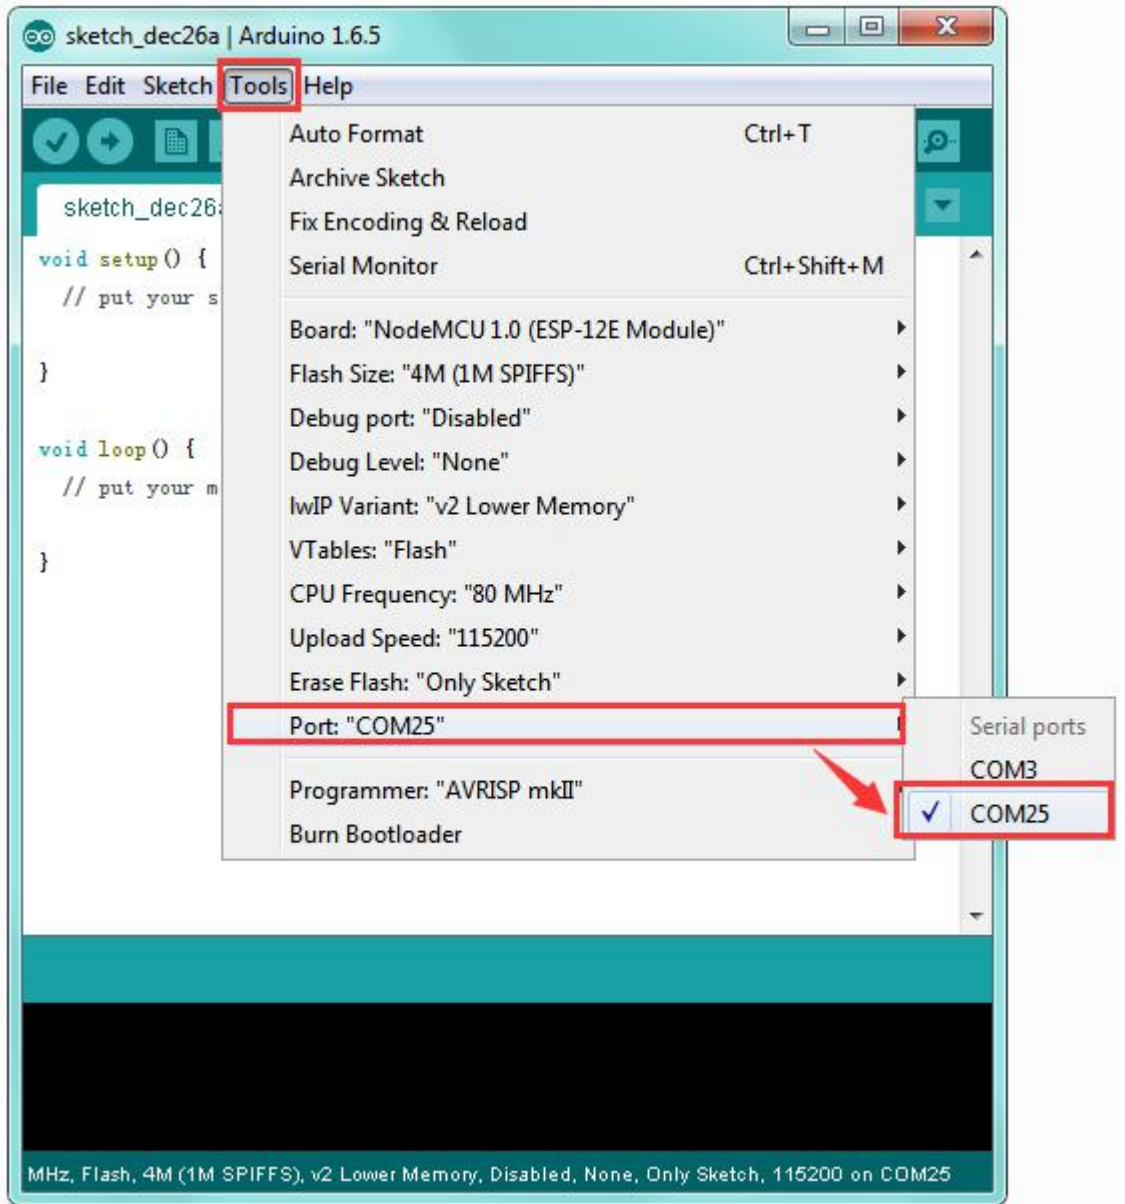 sketch_dec26a | Arduino 1.6.5
File Edit Sketch Tools Help
Auto Format Ctrl+T
Archive Sketch
sketch_dec26a
Fix Encoding & Reload
void setup() {
Serial Monitor Ctrl+Shift+M
// put your s
Board: "NodeMCU 1.0 (ESP-12E Module)"
}
Flash Size: "4M (1M SPIFFS)"
Debug port: "Disabled"
void loop() {
Debug Level: "None"
// put your m
lwIP Variant: "v2 Lower Memory"
VTables: "Flash"
}
CPU Frequency: "80 MHz"
Upload Speed: "115200"
Erase Flash: "Only Sketch"
Port: "COM25"
Serial ports
COM3
COM25
Programmer: "AVRISP mkII"
Burn Bootloader
MHz, Flash, 4M (1M SPIFFS), v2 Lower Memory, Disabled, None, Only Sketch, 115200 on COM25